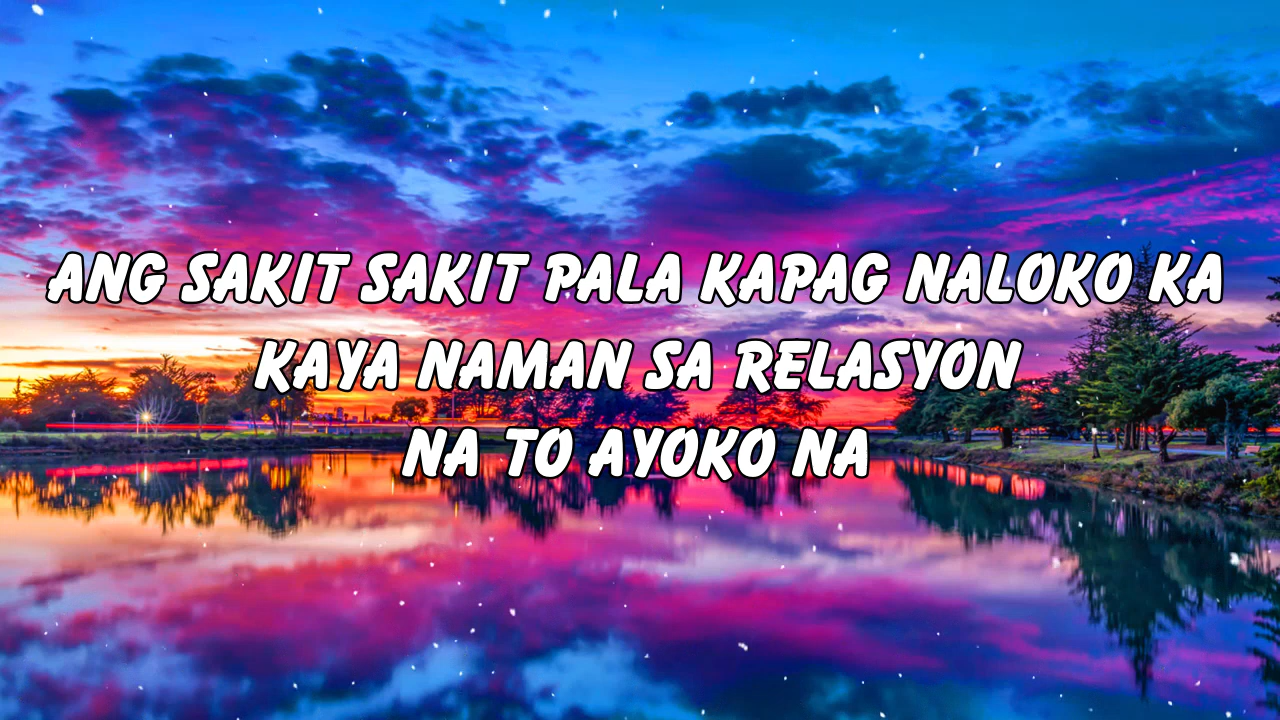 ANG SAKIT SAKIT PALA KAPAG NALOKO KA
KAYA NAMAN SA RELASYON
NA TO AYOKO NA